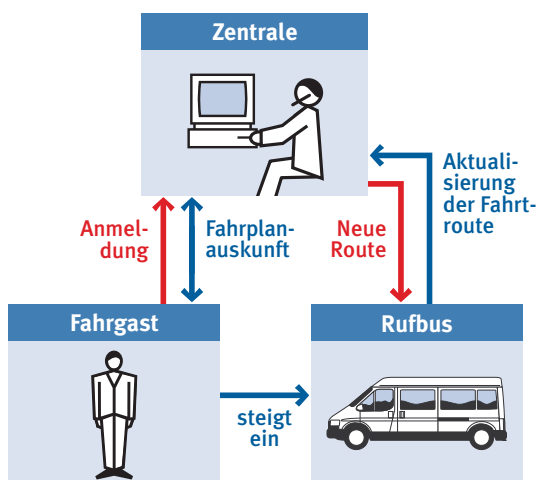 Zentrale
Anmel-
dung
Fahrplan-
auskunft
Neue
Route
Aktuali-
sierung
der Fahrt-
route
Fahrgast
Rufbus
steigt
ein